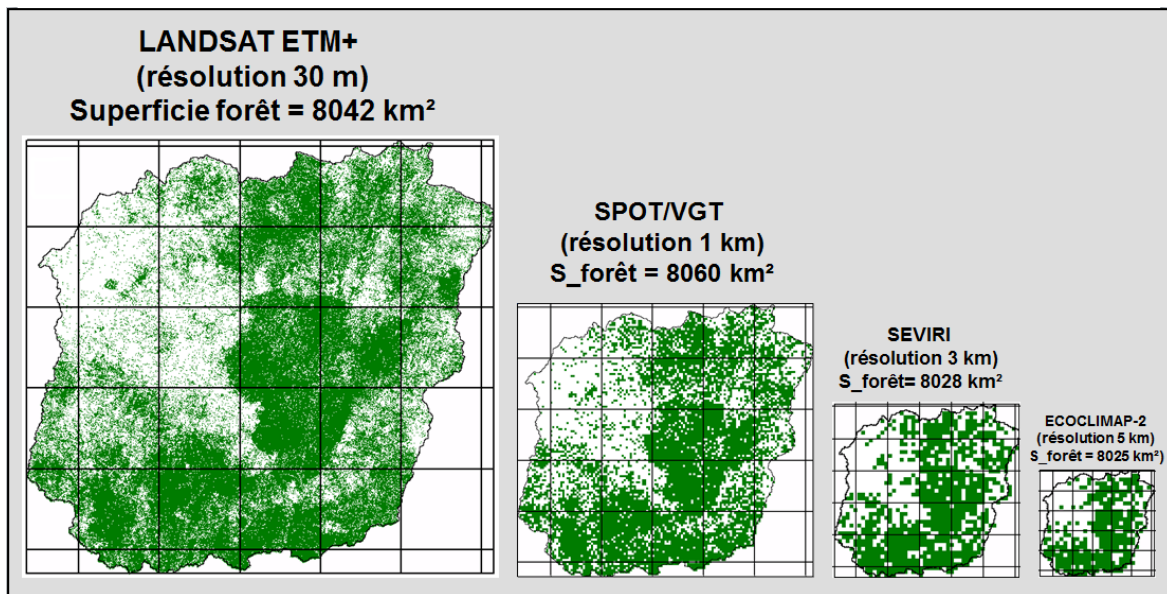 LANDSAT ETM+
(résolution 30 m)
Superficie forêt = 8042 km²
SPOT/VGT
(résolution 1 km)
S_forêt = 8060 km²
SEVIRI
(résolution 3 km)
S_forêt= 8028 km²
ECOCLIMAP-2
(résolution 5 km)
S_forêt = 8025 km²)